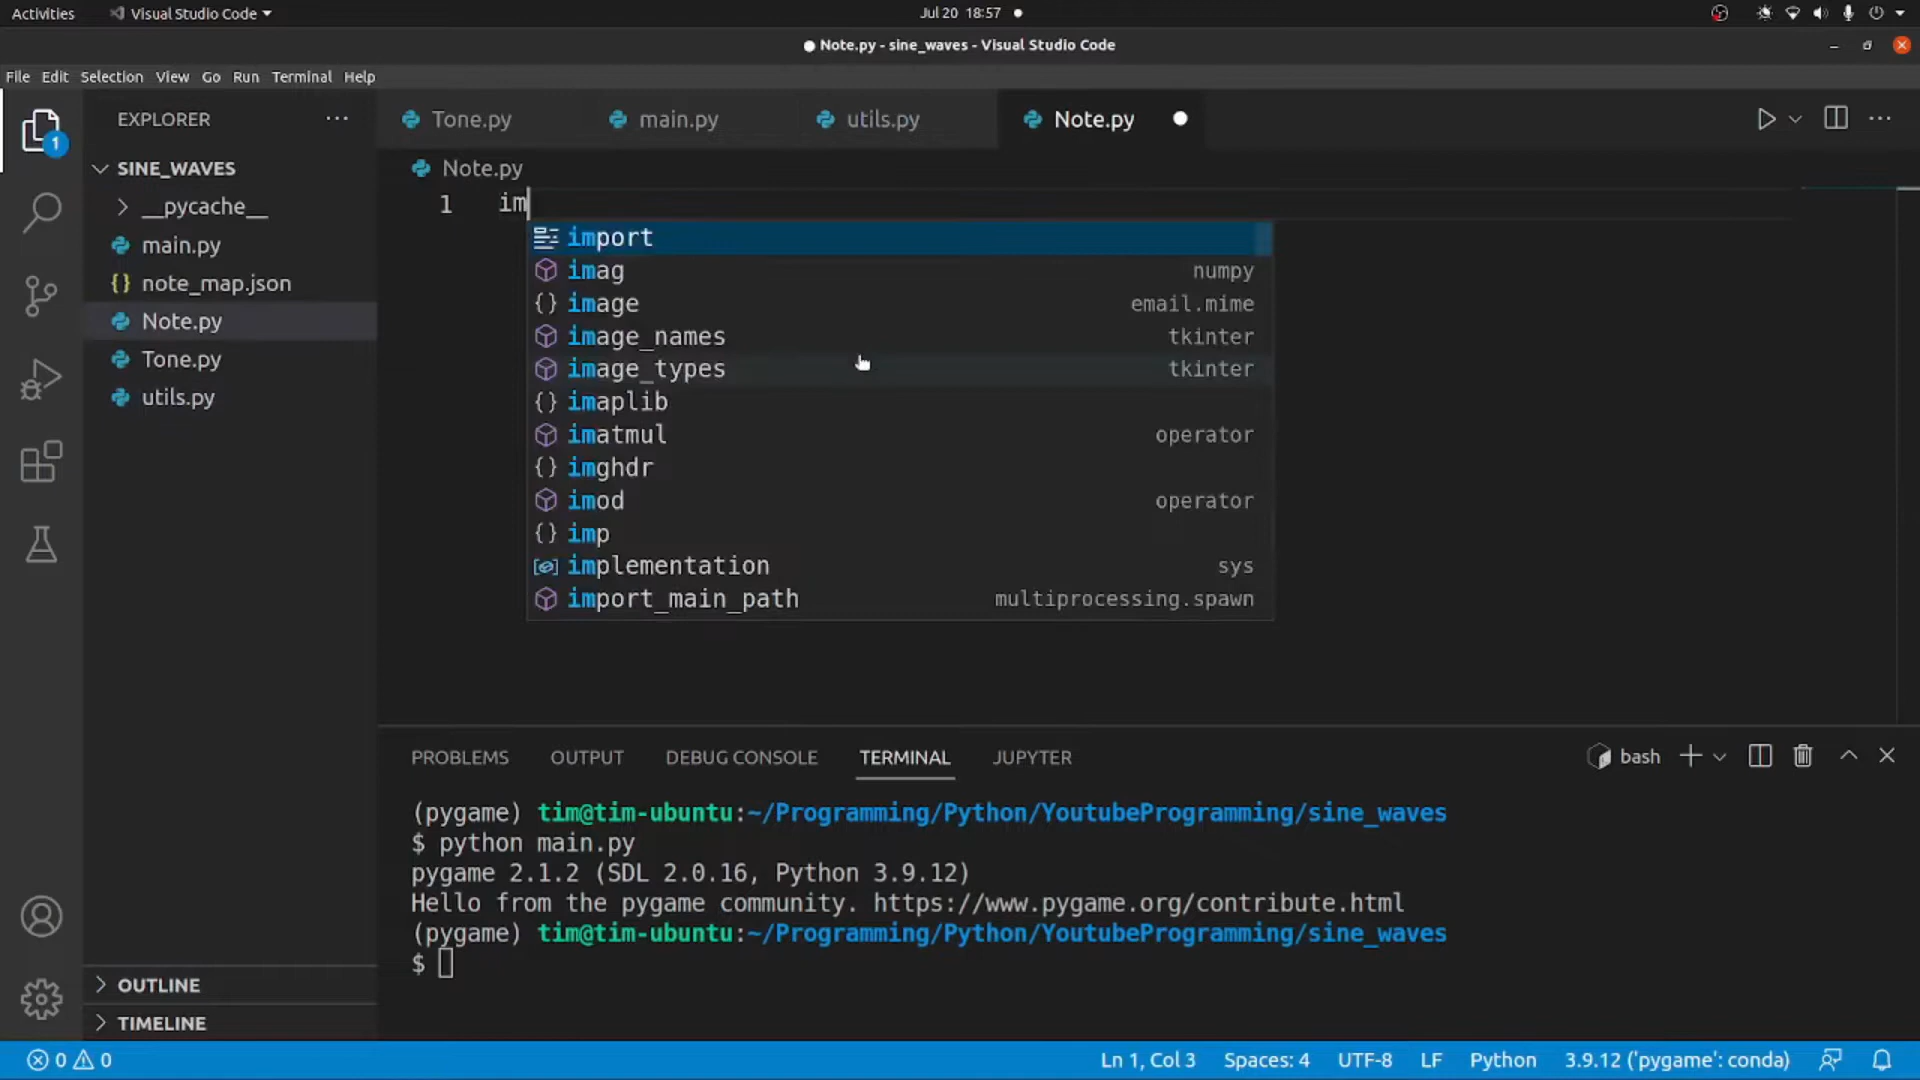 Activities Visual Studio Code Jul 20 18:57
Note.py - sine_waves - Visual Studio Code
File Edit Selection View Go Run Terminal Help
EXPLORER
Tone.py main.py utils.py Note.py
1
SINE_WAVES
Note.py
__pycache__
1 im
main.py
note_map.json
Note.py
Tone.py
utils.py
import
imag numpy
image email.mime
image_names tkinter
image_types tkinter
imaplib
imatmul operator
imghdr
imod operator
imp
implementation sys
import_main_path multiprocessing.spawn
PROBLEMS OUTPUT DEBUG CONSOLE TERMINAL JUPYTER bash
(pygame) tim@tim-ubuntu:~/Programming/Python/YoutubeProgramming/sine_waves
$ python main.py
pygame 2.1.2 (SDL 2.0.16, Python 3.9.12)
Hello from the pygame community. https://www.pygame.org/contribute.html
(pygame) tim@tim-ubuntu:~/Programming/Python/YoutubeProgramming/sine_waves
$
OUTLINE
TIMELINE
0 0 Ln 1, Col 3 Spaces: 4 UTF-8 LF Python 3.9.12 ('pygame': conda)